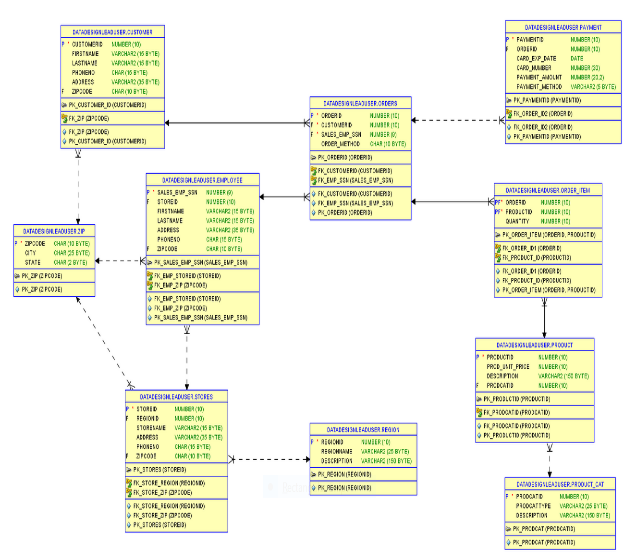 DATADESIGNLEADUSER.CUSTOMER
P * CUSTOMERID NUMBER (10)
FIRSTNAME VARCHAR2 (15 BYTE)
LASTNAME VARCHAR2 (15 BYTE)
PHONENO CHAR (15 BYTE)
ADDRESS VARCHAR2 (35 BYTE)
F ZIPCODE CHAR (10 BYTE)
PK_CUSTOMER_ID (CUSTOMERID)
FK_ZIP (ZIPCODE)
FK_ZIP (ZIPCODE)
PK_CUSTOMER_ID (CUSTOMERID)
DATADESIGNLEADUSER.PAYMENT
P * PAYMENTID NUMBER (10)
F ORDERID NUMBER (10)
CARD_EXP_DATE DATE
CARD_NUMBER NUMBER (30)
PAYMENT_AMOUNT NUMBER (20,2)
PAYMENT_METHOD VARCHAR2 (5 BYTE)
PK_PAYMENTID (PAYMENTID)
FK_ORDER_ID2 (ORDERID)
FK_ORDER_ID2 (ORDERID)
PK_PAYMENTID (PAYMENTID)
DATADESIGNLEADUSER.ORDERS
P * ORDERID NUMBER (10)
F * CUSTOMERID NUMBER (10)
F * SALES_EMP_SSN NUMBER (9)
ORDER_METHOD CHAR (10 BYTE)
PK_ORDERID (ORDERID)
FK_CUSTOMERID (CUSTOMERID)
FK_EMP_SSN (SALES_EMP_SSN)
FK_CUSTOMERID (CUSTOMERID)
FK_EMP_SSN (SALES_EMP_SSN)
PK_ORDERID (ORDERID)
DATADESIGNLEADUSER.EMPLOYEE
P * SALES_EMP_SSN NUMBER (9)
F STOREID NUMBER (10)
FIRSTNAME VARCHAR2 (15 BYTE)
LASTNAME VARCHAR2 (15 BYTE)
ADDRESS VARCHAR2 (35 BYTE)
PHONENO CHAR (15 BYTE)
F ZIPCODE CHAR (10 BYTE)
PK_SALES_EMP_SSN (SALES_EMP_SSN)
FK_EMP_STOREID (STOREID)
FK_EMP_ZIP (ZIPCODE)
FK_EMP_STOREID (STOREID)
FK_EMP_ZIP (ZIPCODE)
PK_SALES_EMP_SSN (SALES_EMP_SSN)
DATADESIGNLEADUSER.ORDER_ITEM
PF* ORDERID NUMBER (10)
PF* PRODUCTID NUMBER (10)
QUANTITY NUMBER (10)
PK_ORDER_ITEM (ORDERID, PRODUCTID)
FK_ORDER_ID1 (ORDERID)
FK_PRODUCT_ID (PRODUCTID)
FK_ORDER_ID1 (ORDERID)
FK_PRODUCT_ID (PRODUCTID)
PK_ORDER_ITEM (ORDERID, PRODUCTID)
DATADESIGNLEADUSER.ZIP
P * ZIPCODE CHAR (10 BYTE)
CITY CHAR (25 BYTE)
STATE CHAR (2 BYTE)
PK_ZIP (ZIPCODE)
PK_ZIP (ZIPCODE)
DATADESIGNLEADUSER.PRODUCT
P * PRODUCTID NUMBER (10)
PROD_UNIT_PRICE NUMBER (10)
DESCRIPTION VARCHAR2 (150 BYTE)
F PRODCATID NUMBER (10)
PK_PRODUCTID (PRODUCTID)
FK_PRODCATID (PRODCATID)
FK_PRODCATID (PRODCATID)
PK_PRODUCTID (PRODUCTID)
DATADESIGNLEADUSER.STORES
P * STOREID NUMBER (10)
F REGIONID NUMBER (10)
STORENAME VARCHAR2 (15 BYTE)
ADDRESS VARCHAR2 (35 BYTE)
PHONENO CHAR (15 BYTE)
F ZIPCODE CHAR (10 BYTE)
PK_STORES (STOREID)
FK_STORE_REGION (REGIONID)
FK_STORE_ZIP (ZIPCODE)
FK_STORE_REGION (REGIONID)
FK_STORE_ZIP (ZIPCODE)
PK_STORES (STOREID)
DATADESIGNLEADUSER.REGION
P * REGIONID NUMBER (10)
REGIONNAME VARCHAR2 (25 BYTE)
DESCRIPTION VARCHAR2 (150 BYTE)
PK_REGION (REGIONID)
PK_REGION (REGIONID)
DATADESIGNLEADUSER.PRODUCT_CAT
P * PRODCATID NUMBER (10)
PRODCATTYPE VARCHAR2 (25 BYTE)
DESCRIPTION VARCHAR2 (150 BYTE)
PK_PRODCAT (PRODCATID)
PK_PRODCAT (PRODCATID)